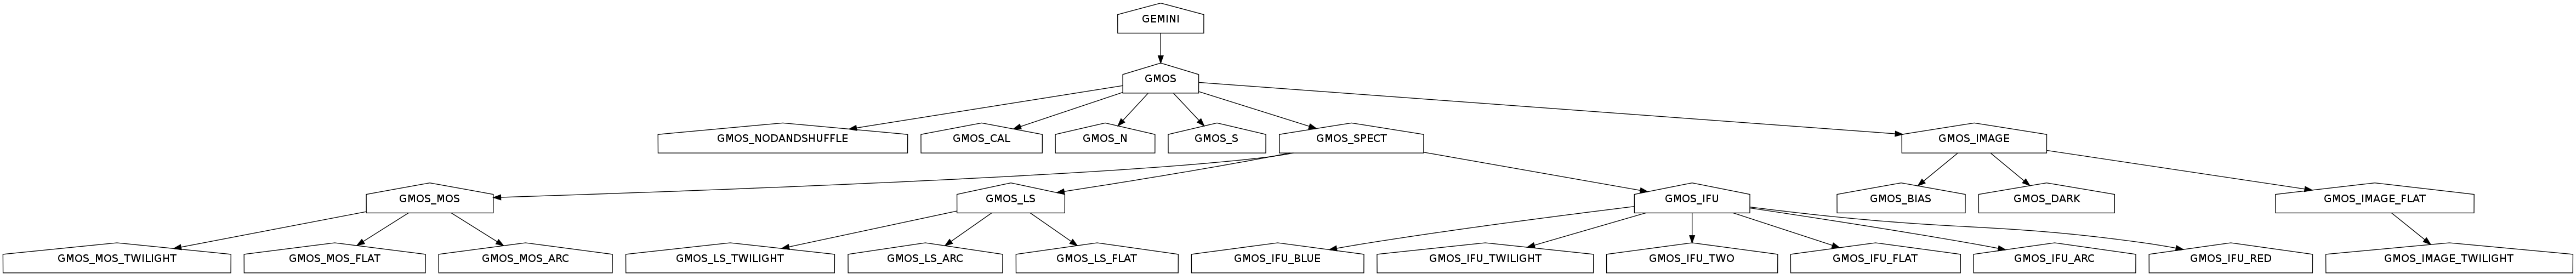 GEMINI
GMOS
GMOS_NODANDSHUFFLE
GMOS_CAL
GMOS_N
GMOS_S
GMOS_SPECT
GMOS_IMAGE
GMOS_MOS
GMOS_LS
GMOS_IFU
GMOS_BIAS
GMOS_DARK
GMOS_IMAGE_FLAT
GMOS_MOS_TWILIGHT
GMOS_MOS_FLAT
GMOS_MOS_ARC
GMOS_LS_TWILIGHT
GMOS_LS_ARC
GMOS_LS_FLAT
GMOS_IFU_BLUE
GMOS_IFU_TWILIGHT
GMOS_IFU_TWO
GMOS_IFU_FLAT
GMOS_IFU_ARC
GMOS_IFU_RED
GMOS_IMAGE_TWILIGHT